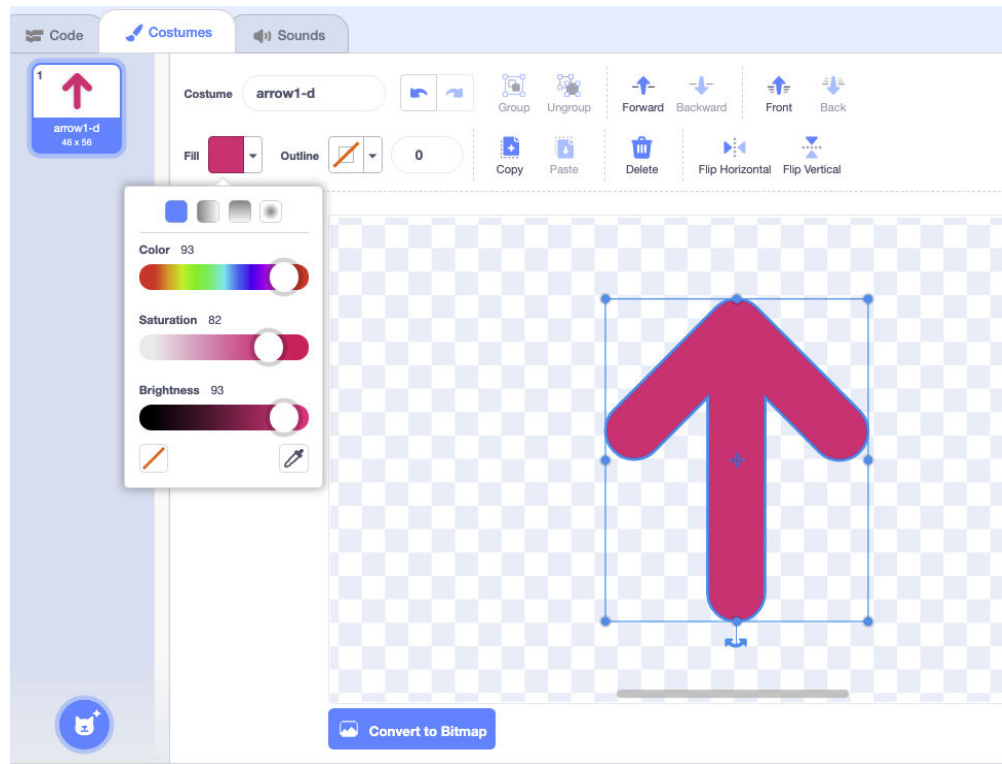 Code
Costumes
Sounds
1
arrow1-d
46 x 56
Costume arrow1-d
Group
Ungroup
Forward
Backward
Front
Back
Fill
Outline
0
Copy
Paste
Delete
Flip Horizontal
Flip Vertical
Color 93
Saturation 82
Brightness 93
Convert to Bitmap